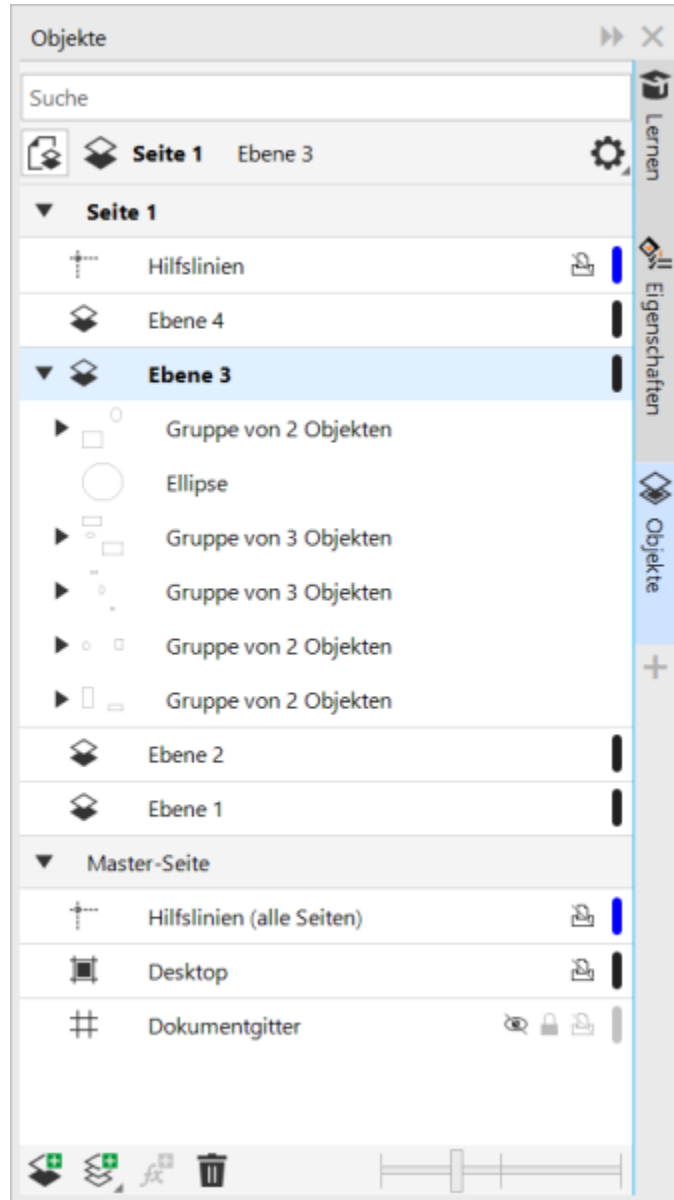 Objekte
Suche
Seite 1 Ebene 3
Seite 1
Hilfslinien
Ebene 4
Ebene 3
Gruppe von 2 Objekten
Ellipse
Gruppe von 3 Objekten
Gruppe von 3 Objekten
Gruppe von 2 Objekten
Gruppe von 2 Objekten
Ebene 2
Ebene 1
Master-Seite
Hilfslinien (alle Seiten)
Desktop
Dokumentgitter
Lernen
Eigenschaften
Objekte